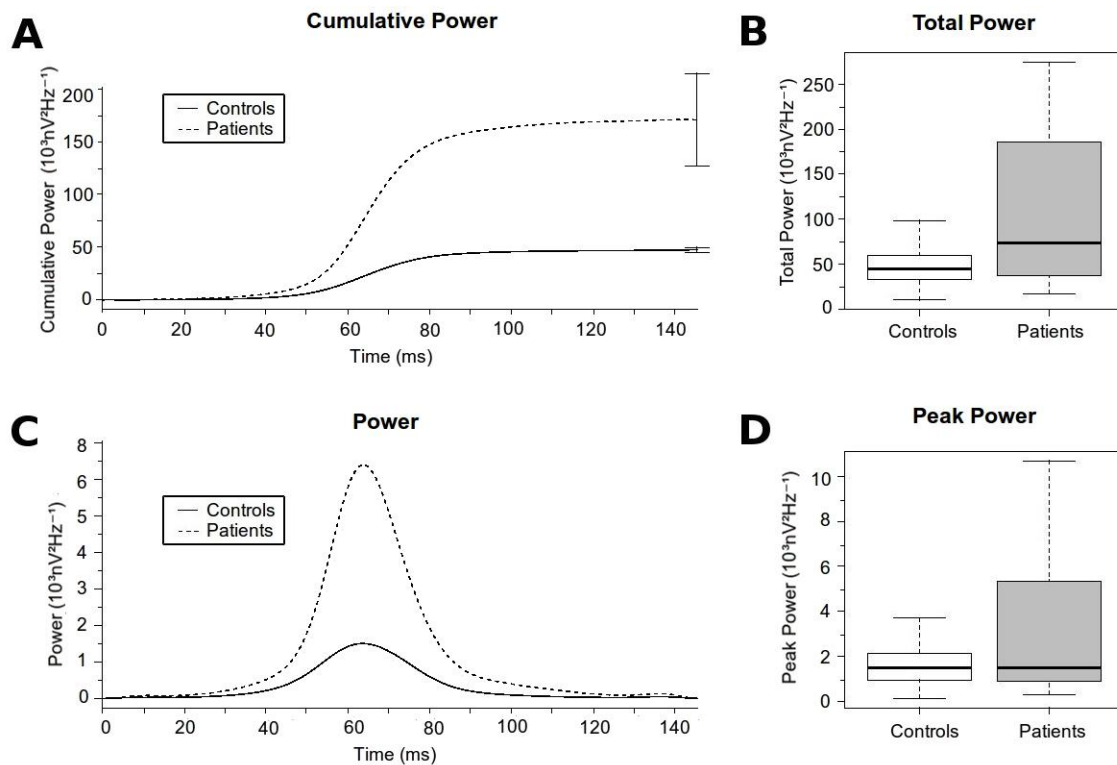 A
Cumulative Power
Cumulative Power (10³nV²Hz⁻¹)
200
150
100
50
0
Controls
Patients
0 20 40 60 80 100 120 140
Time (ms)
B
Total Power
Total Power (10³nV²Hz⁻¹)
250
200
150
100
50
0
Controls Patients
C
Power
Power (10³nV²Hz⁻¹)
8
6
4
3
2
1
0
Controls
Patients
0 20 40 60 80 100 120 140
Time (ms)
D
Peak Power
Peak Power (10³nV²Hz⁻¹)
10
8
6
4
2
0
Controls Patients